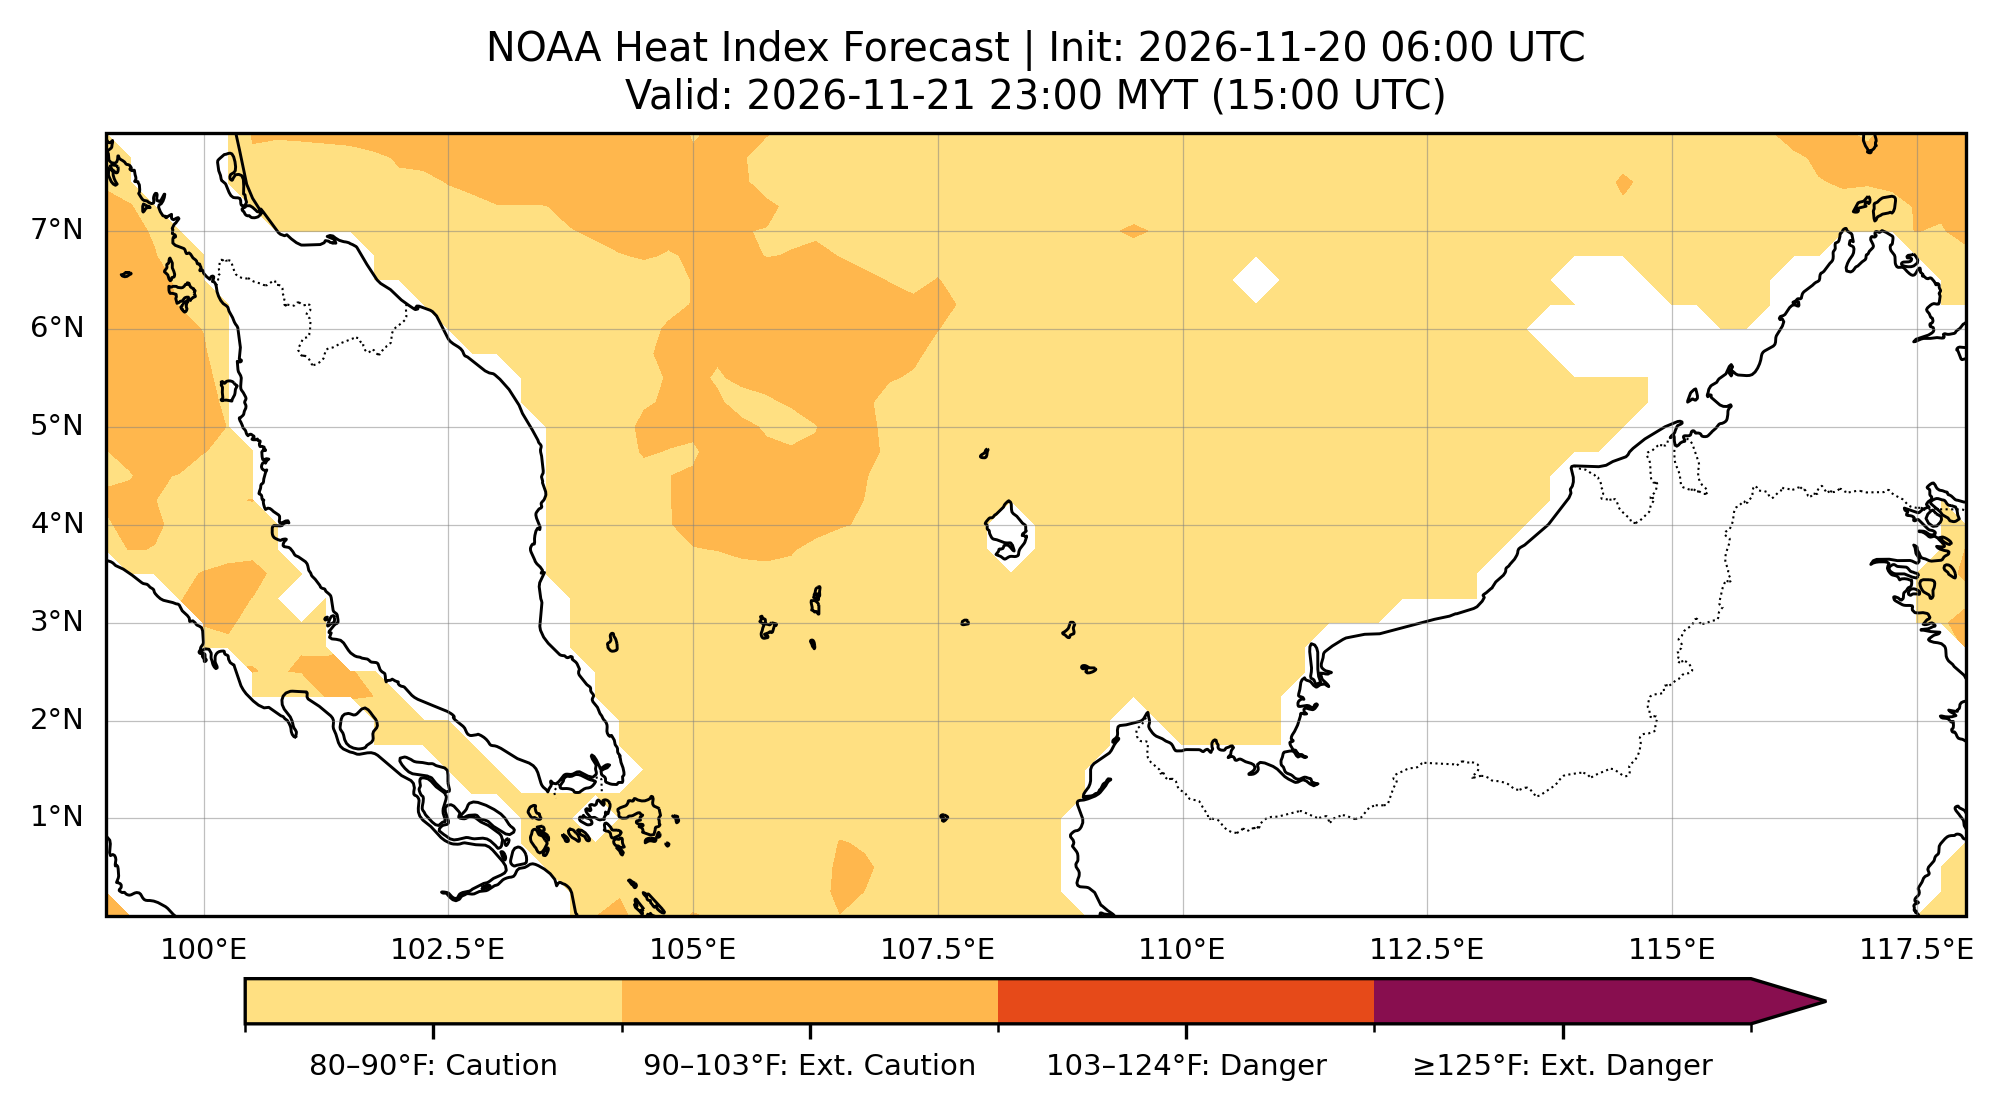 NOAA Heat Index Forecast | Init: 2026-11-20 06:00 UTC
Valid: 2026-11-21 23:00 MYT (15:00 UTC)
7°N
6°N
5°N
4°N
3°N
2°N
1°N
100°E 102.5°E 105°E 107.5°E 110°E 112.5°E 115°E 117.5°E
80–90°F: Caution 90–103°F: Ext. Caution 103–124°F: Danger ≥125°F: Ext. Danger